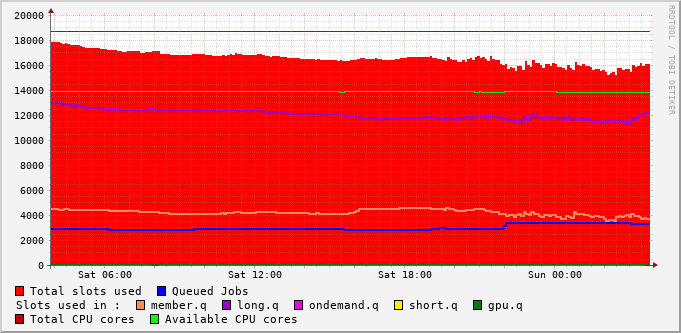 20000
18000
16000
14000
12000
10000
8000
6000
4000
2000
0
Sat 06:00 Sat 12:00 Sat 18:00 Sun 00:00
RRDTOOL / TOBI OETIKER
Total slots used Queued Jobs
Slots used in : member.q long.q ondemand.q short.q gpu.q
Total CPU cores Available CPU cores